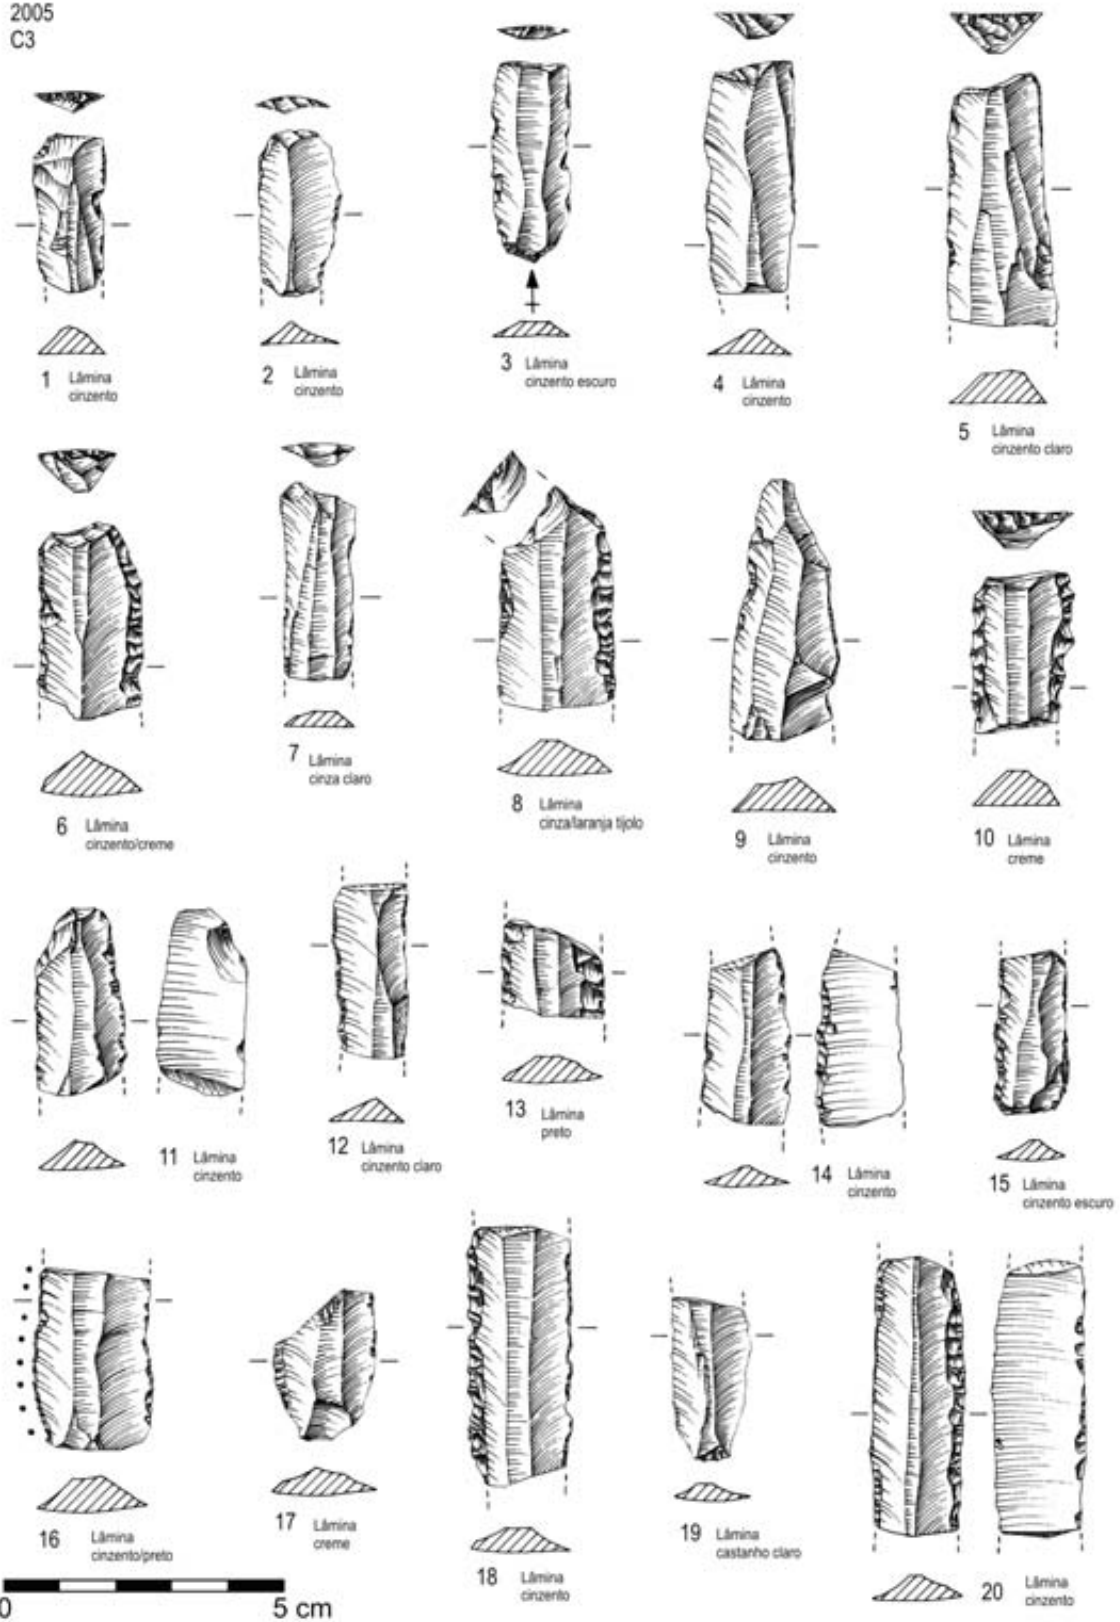 2005
C3
1 Lâmina
cinzento
2 Lâmina
cinzento
3 Lâmina
cinzento escuro
4 Lâmina
cinzento
5 Lâmina
cinzento claro
6 Lâmina
cinzento/creme
7 Lâmina
cinza claro
8 Lâmina
cinza/laranja tijolo
9 Lâmina
cinzento
10 Lâmina
creme
11 Lâmina
cinzento
12 Lâmina
cinzento claro
13 Lâmina
preto
14 Lâmina
cinzento
15 Lâmina
cinzento escuro
16 Lâmina
cinzento/preto
17 Lâmina
creme
18 Lâmina
cinzento
19 Lâmina
castanho claro
20 Lâmina
cinzento
0 5 cm